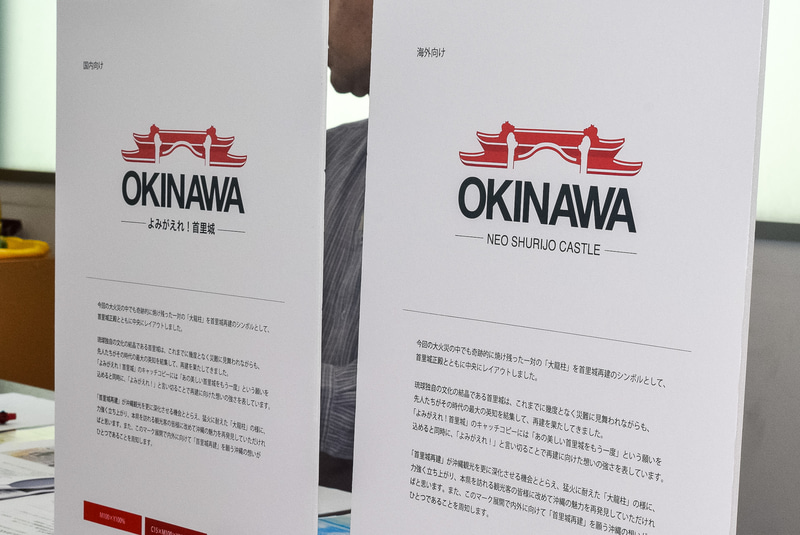 国内向け
OKINAWA
よみがえれ！首里城
今回の大火災の中でも奇跡的に焼け残った一対の「大龍柱」を首里城再建のシンボルとして、
首里城正殿とともに中央にレイアウトしました。
琉球独自の文化の結晶である首里城は、これまでに幾度となく災難に見舞われながらも、
先人たちがその時代の最大の英知を結集して、再建を果たしてきました。
「よみがえれ！首里城」のキャッチコピーには「あの美しい首里城をもう一度」という願いを
込めると同時に、「よみがえれ！」と言い切ることで再建に向けた想いの強さを表しています。
「首里城再建」が沖縄観光を更に深化させる機会ととらえ、猛火に耐えた「大龍柱」の様に、
力強く立ち上がり、本県を訪れる観光客の皆様に改めて沖縄の魅力を再発見していただけれ
ばと思います。また、このマーク展開で内外に向けて「首里城再建」を願う沖縄の想いが
ひとつであることを周知します。
M100×Y100%
海外向け
OKINAWA
NEO SHURIJO CASTLE
今回の大火災の中でも奇跡的に焼け残った一対の「大龍柱」を首里城再建のシンボルとして、
首里城正殿とともに中央にレイアウトしました。
琉球独自の文化の結晶である首里城は、これまでに幾度となく災難に見舞われながらも、
先人たちがその時代の最大の英知を結集して、再建を果たしてきました。
「よみがえれ！首里城」のキャッチコピーには「あの美しい首里城をもう一度」という願いを
込めると同時に、「よみがえれ！」と言い切ることで再建に向けた想いの強さを表しています。
「首里城再建」が沖縄観光を更に深化させる機会ととらえ、猛火に耐えた「大龍柱」の様に、
力強く立ち上がり、本県を訪れる観光客の皆様に改めて沖縄の魅力を再発見していただけれ
ばと思います。また、このマーク展開で内外に向けて「首里城再建」を願う沖縄の想いが
ひとつであることを周知します。